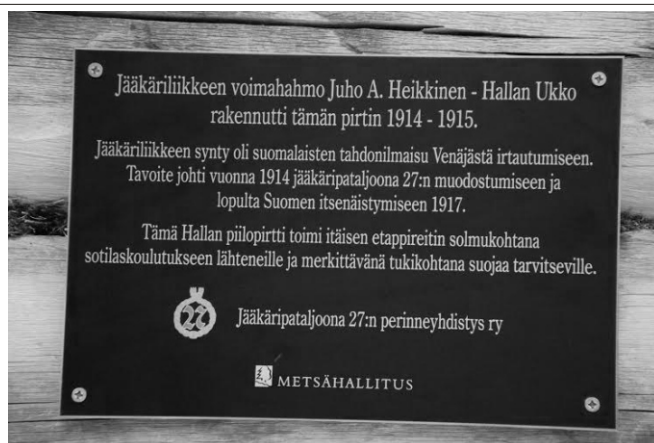 Jääkäriliikkeen voimahahmo Juho A. Heikkinen - Hallan Ukko
rakennutti tämän pirtin 1914 - 1915.
Jääkäriliikkeen synty oli suomalaisten tahdonilmaisu Venäjästä irtautumiseen.
Tavoite johti vuonna 1914 jääkäripataljoona 27:n muodostumiseen ja
lopulta Suomen itsenäistymiseen 1917.
Tämä Hallan piilopirtti toimi itäisen etappireitin solmukohtana
sotilaskoulutukseen lähteneille ja merkittävänä tukikohtana suojaa tarvitseville.
27
Jääkäripataljoona 27:n perinneyhdistys ry
METSÄHALLITUS